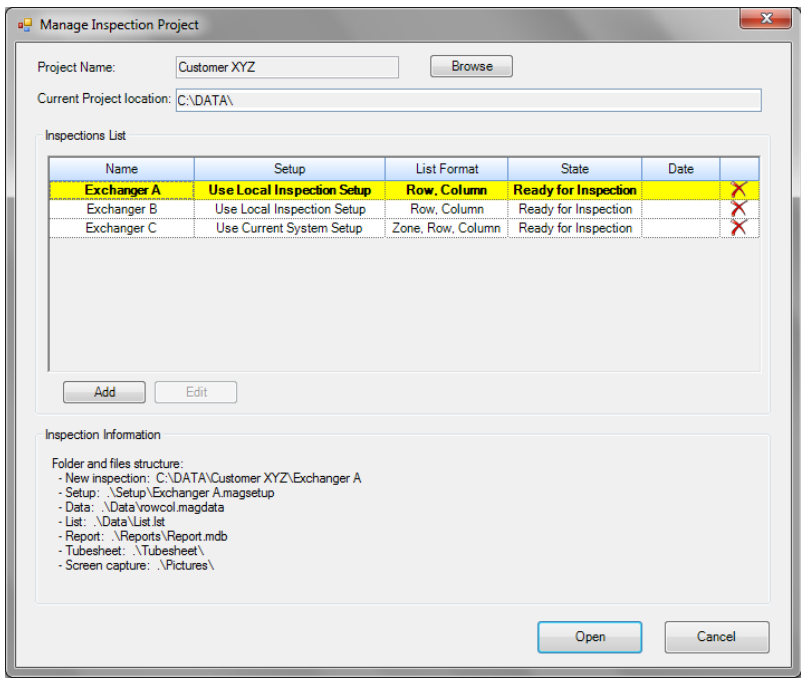 Manage Inspection Project
Project Name: Customer XYZ Browse
Current Project location: C:\DATA\
Inspections List
Name Setup List Format State Date
Exchanger A Use Local Inspection Setup Row, Column Ready for Inspection
Exchanger B Use Local Inspection Setup Row, Column Ready for Inspection
Exchanger C Use Current System Setup Zone, Row, Column Ready for Inspection
Add Edit
Inspection Information
Folder and files structure:
- New inspection: C:\DATA\Customer XYZ\Exchanger A
- Setup: .\Setup\Exchanger A.magsetup
- Data: .\Data\rowcol.magdata
- List: .\Data\List.lst
- Report: .\Reports\Report.mdb
- Tubesheet: .\Tubesheet\
- Screen capture: .\Pictures\
Open Cancel